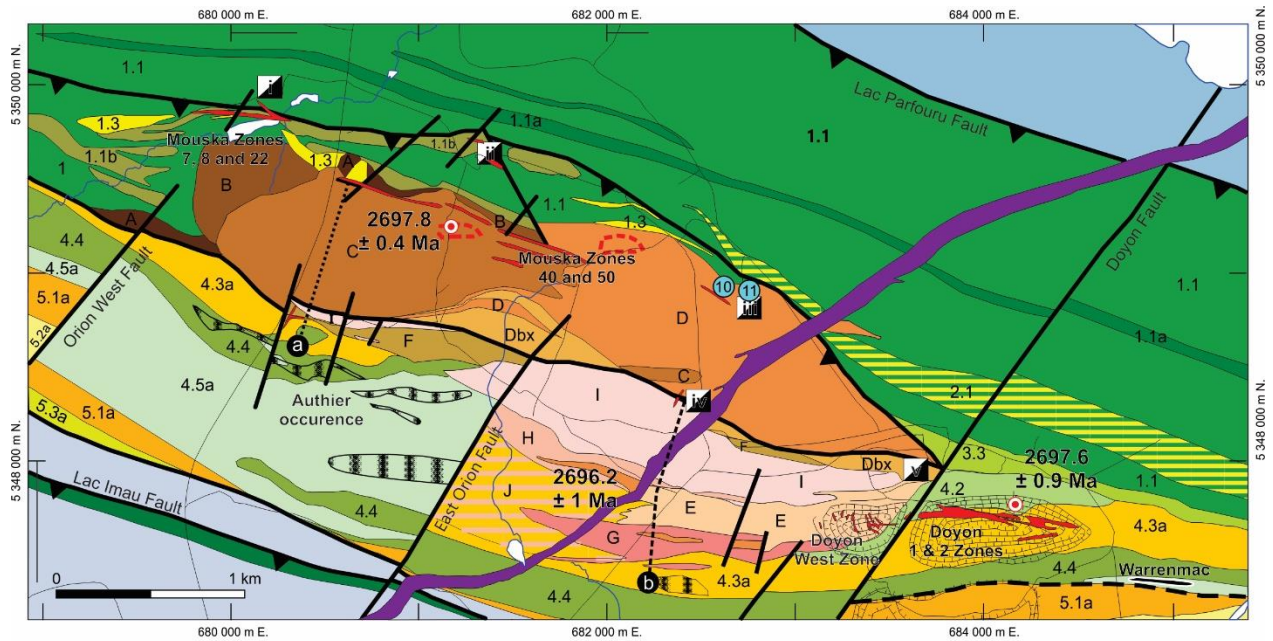 680 000 m E.
682 000 m E.
684 000 m E.
5 350 000 m N.
5 350 000 m N.
1.1
i
Lac Parfouru Fault
1.3
1.1a
1.1
Mouska Zones
7, 8 and 22
1.1b
1.1b
ii
1.3
A
1
B
Doyon Fault
A
2697.8
± 0.4 Ma
B
1.1
1.3
4.4
C
Mouska Zones
40 and 50
1.1
4.5a
4.3a
10
11
iii
Orion West Fault
D
D
1.1a
5.1a
I
Dbx
5.2a
4.4
a
F
C
4.5a
I
iv
2.1
Authier
occurence
5.3a
5.1a
H
F
Dbx
v
3.3
2697.6
± 0.9 Ma
5 348 000 m N.
5 348 000 m N.
Lac Imau Fault
2696.2
± 1 Ma
I
4.2
1.1
J
E
E
4.3a
4.4
East Orion Fault
G
Doyon
West Zone
Doyon
1 & 2 Zones
0
1 km
4.3a
4.4
Warrenmac
4.4
b
5.1a
680 000 m E.
682 000 m E.
684 000 m E.